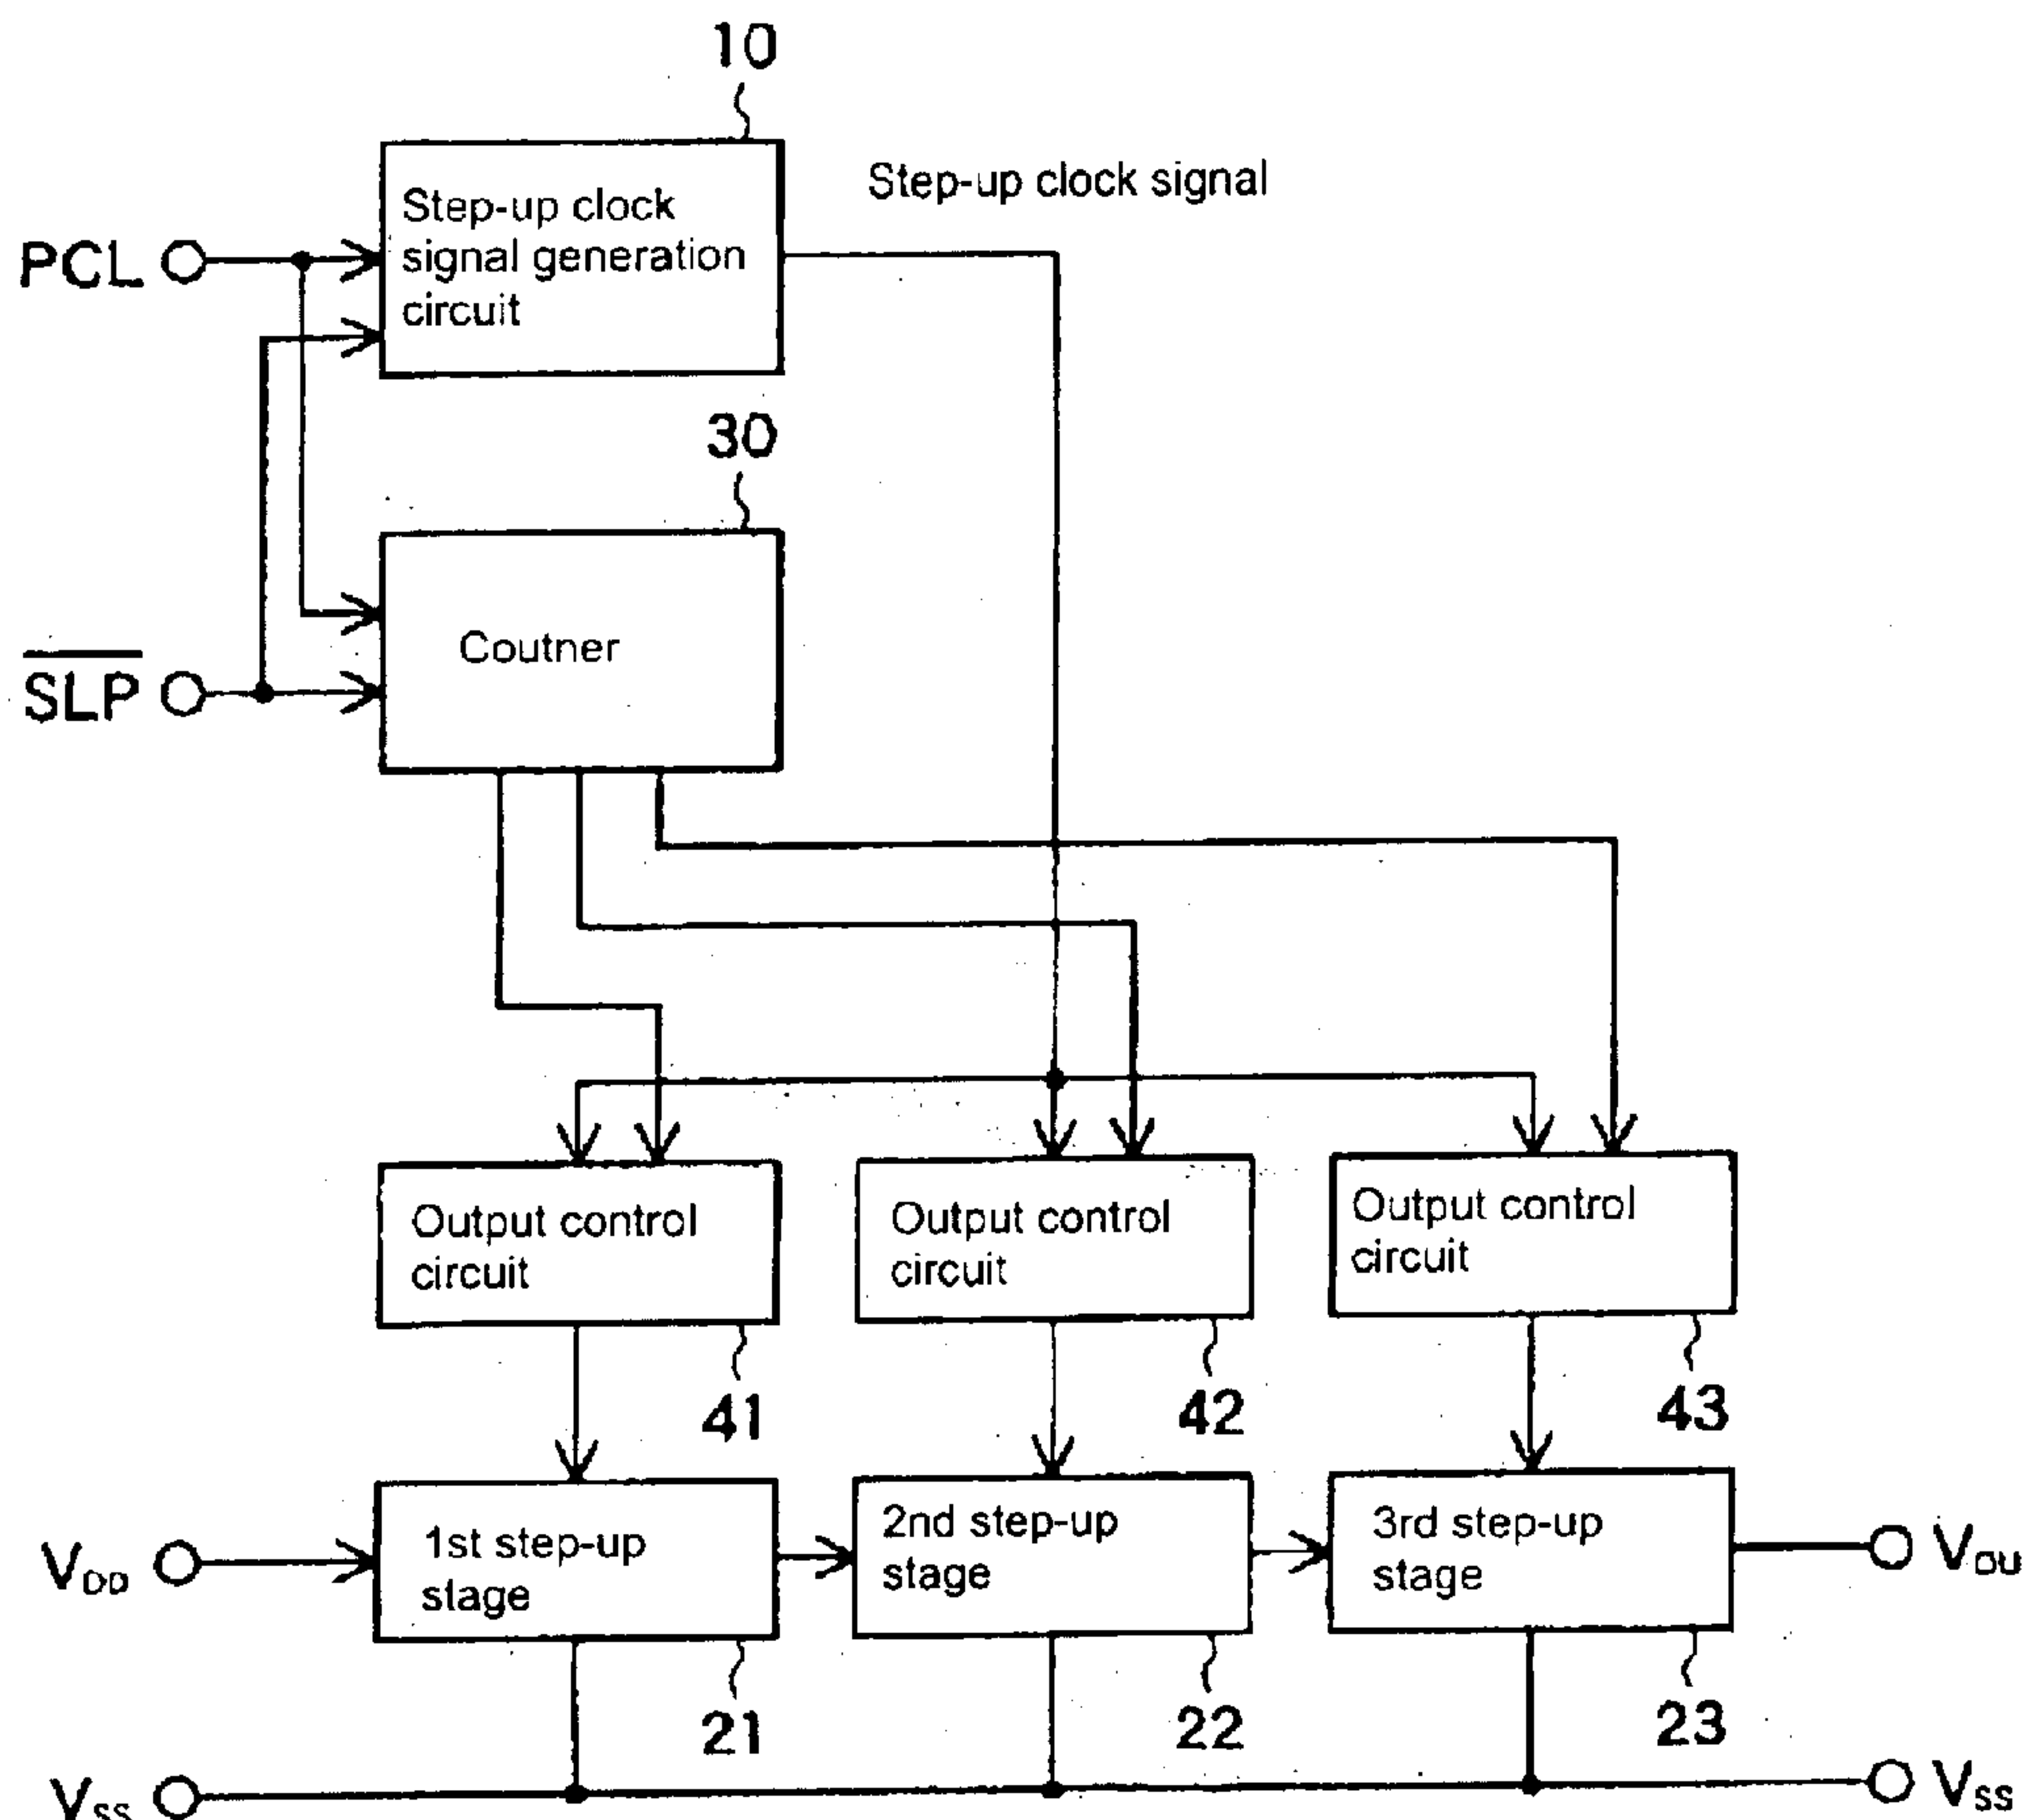 10
Step-up clock signal
Step-up clock
signal generation
circuit
PCL
30
Coutner
SLP
Output control
circuit
Output control
circuit
Output control
circuit
41
42
43
VDD
1st step-up
stage
2nd step-up
stage
3rd step-up
stage
VOU
21
22
23
VSS
VSS